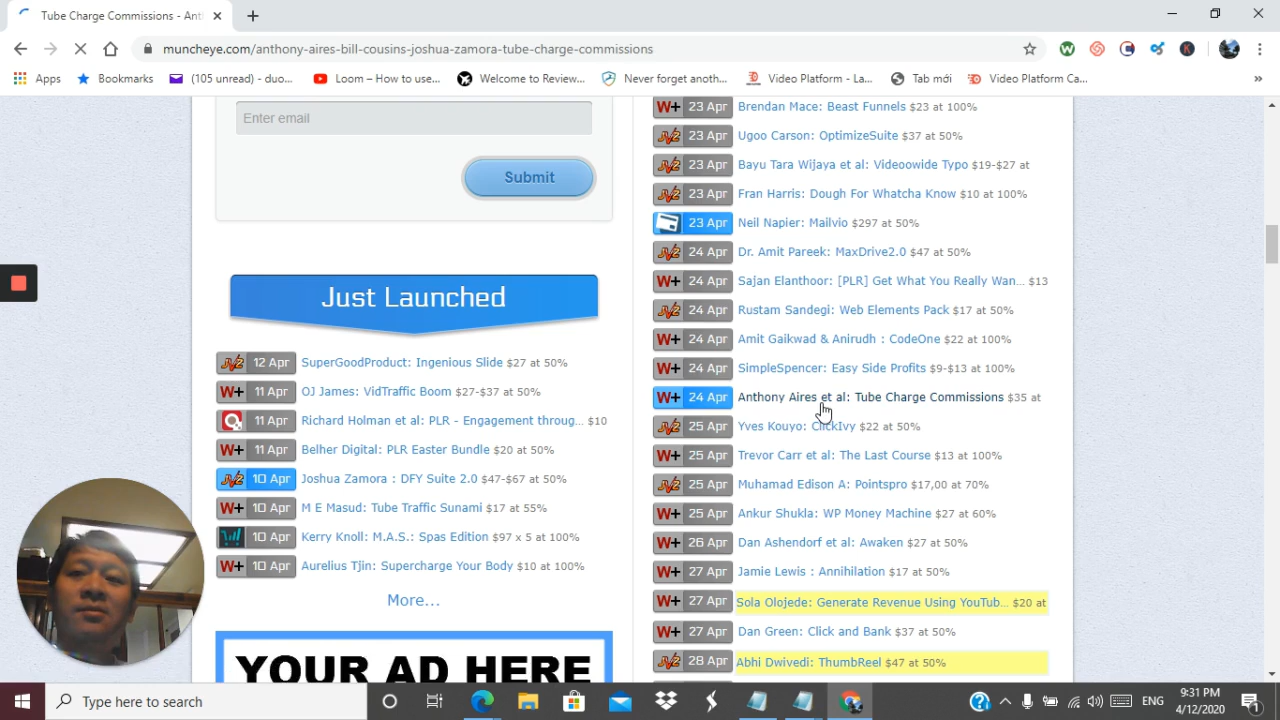 Tube Charge Commissions - Ant
muncheye.com/anthony-aires-bill-cousins-joshua-zamora-tube-charge-commissions
Apps
Bookmarks
(105 unread) - duo...
Loom – How to use...
Welcome to Review...
Never forget anoth...
Video Platform - La...
Tab mới
Video Platform Ca...
»
Enter email
Submit
Just Launched
12 Apr SuperGoodProduct: Ingenious Slide $27 at 50%
W+ 11 Apr OJ James: VidTraffic Boom $27-$37 at 50%
11 Apr Richard Holman et al: PLR - Engagement throug... $10
W+ 11 Apr Belher Digital: PLR Easter Bundle $20 at 50%
10 Apr Joshua Zamora : DFY Suite 2.0 $47-$67 at 50%
W+ 10 Apr M E Masud: Tube Traffic Sunami $17 at 55%
10 Apr Kerry Knoll: M.A.S.: Spas Edition $97 x 5 at 100%
W+ 10 Apr Aurelius Tjin: Supercharge Your Body $10 at 100%
More...
YOUR AD HERE
W+ 23 Apr Brendan Mace: Beast Funnels $23 at 100%
JV2 23 Apr Ugoo Carson: OptimizeSuite $37 at 50%
JV2 23 Apr Bayu Tara Wijaya et al: Videoowide Typo $19-$27 at
JV2 23 Apr Fran Harris: Dough For Whatcha Know $10 at 100%
23 Apr Neil Napier: Mailvio $297 at 50%
JV2 24 Apr Dr. Amit Pareek: MaxDrive2.0 $47 at 50%
W+ 24 Apr Sajan Elanthoor: [PLR] Get What You Really Wan... $13
JV2 24 Apr Rustam Sandegi: Web Elements Pack $17 at 50%
W+ 24 Apr Amit Gaikwad & Anirudh : CodeOne $22 at 100%
W+ 24 Apr SimpleSpencer: Easy Side Profits $9-$13 at 100%
W+ 24 Apr Anthony Aires et al: Tube Charge Commissions $35 at
JV2 25 Apr Yves Kouyo: ClickIvy $22 at 50%
W+ 25 Apr Trevor Carr et al: The Last Course $13 at 100%
JV2 25 Apr Muhamad Edison A: Pointspro $17,00 at 70%
W+ 25 Apr Ankur Shukla: WP Money Machine $27 at 60%
W+ 26 Apr Dan Ashendorf et al: Awaken $27 at 50%
W+ 27 Apr Jamie Lewis : Annihilation $17 at 50%
W+ 27 Apr Sola Olojede: Generate Revenue Using YouTub... $20 at
W+ 27 Apr Dan Green: Click and Bank $37 at 50%
JV2 28 Apr Abhi Dwivedi: ThumbReel $47 at 50%
Type here to search
ENG
9:31 PM
4/12/2020